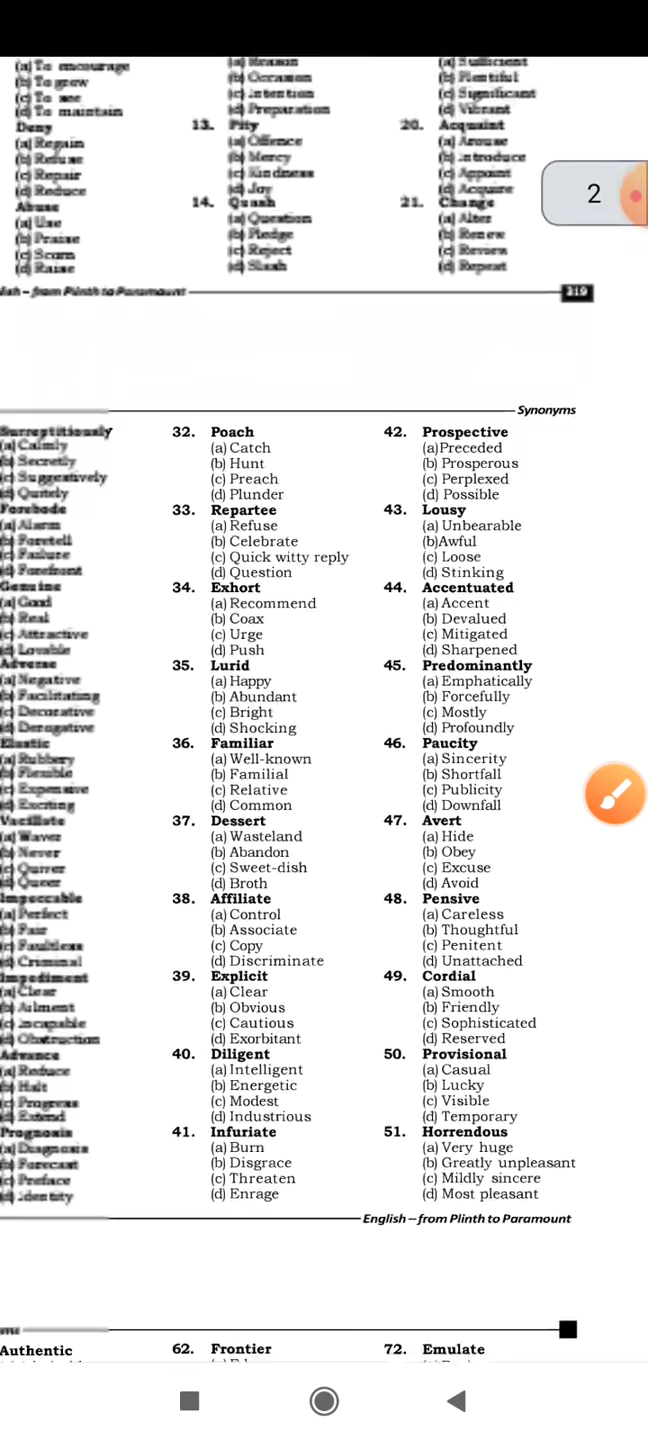 (a) To encourage
(b) To grow
(c) To see
(d) To maintain
Deny
(a) Regain
(b) Refuse
(c) Repair
(d) Reduce
Abuse
(a) Use
(b) Praise
(c) Scorn
(d) Raise
(a) Reason
(b) Occasion
(c) Intention
(d) Preparation
13. Pity
(a) Offence
(b) Mercy
(c) Kindness
(d) Joy
14. Quash
(a) Question
(b) Pledge
(c) Reject
(d) Slash
(a) Sufficient
(b) Plentiful
(c) Significant
(d) Vibrant
20. Acquaint
(a) Arouse
(b) Introduce
(c) Appoint
(d) Acquire
21. Change
(a) Alter
(b) Renew
(c) Review
(d) Repeat
2
lish – from Plinth to Paramount
319
Synonyms
Surreptitiously
(a) Calmly
(b) Secretly
(c) Suggestively
(d) Quitely
Forebode
(a) Alarm
(b) Foretell
(c) Failure
(d) Forefront
Genuine
(a) Good
(b) Real
(c) Attractive
(d) Lovable
Adverse
(a) Negative
(b) Facilitating
(c) Decorative
(d) Derogative
Elastic
(a) Rubbery
(b) Flexible
(c) Expensive
(d) Exciting
Vacillate
(a) Waver
(b) Never
(c) Quiver
(d) Queer
Impeccable
(a) Perfect
(b) Fair
(c) Faultless
(d) Criminal
Impediment
(a) Clear
(b) Ailment
(c) Incapable
(d) Obstruction
Advance
(a) Reduce
(b) Halt
(c) Progress
(d) Extend
Prognosis
(a) Diagnosis
(b) Forecast
(c) Preface
(d) Identity
32. Poach
(a) Catch
(b) Hunt
(c) Preach
(d) Plunder
33. Repartee
(a) Refuse
(b) Celebrate
(c) Quick witty reply
(d) Question
34. Exhort
(a) Recommend
(b) Coax
(c) Urge
(d) Push
35. Lurid
(a) Happy
(b) Abundant
(c) Bright
(d) Shocking
36. Familiar
(a) Well-known
(b) Familial
(c) Relative
(d) Common
37. Dessert
(a) Wasteland
(b) Abandon
(c) Sweet-dish
(d) Broth
38. Affiliate
(a) Control
(b) Associate
(c) Copy
(d) Discriminate
39. Explicit
(a) Clear
(b) Obvious
(c) Cautious
(d) Exorbitant
40. Diligent
(a) Intelligent
(b) Energetic
(c) Modest
(d) Industrious
41. Infuriate
(a) Burn
(b) Disgrace
(c) Threaten
(d) Enrage
42. Prospective
(a)Preceded
(b) Prosperous
(c) Perplexed
(d) Possible
43. Lousy
(a) Unbearable
(b)Awful
(c) Loose
(d) Stinking
44. Accentuated
(a) Accent
(b) Devalued
(c) Mitigated
(d) Sharpened
45. Predominantly
(a) Emphatically
(b) Forcefully
(c) Mostly
(d) Profoundly
46. Paucity
(a) Sincerity
(b) Shortfall
(c) Publicity
(d) Downfall
47. Avert
(a) Hide
(b) Obey
(c) Excuse
(d) Avoid
48. Pensive
(a) Careless
(b) Thoughtful
(c) Penitent
(d) Unattached
49. Cordial
(a) Smooth
(b) Friendly
(c) Sophisticated
(d) Reserved
50. Provisional
(a) Casual
(b) Lucky
(c) Visible
(d) Temporary
51. Horrendous
(a) Very huge
(b) Greatly unpleasant
(c) Mildly sincere
(d) Most pleasant
English – from Plinth to Paramount
Authentic
62. Frontier
72. Emulate